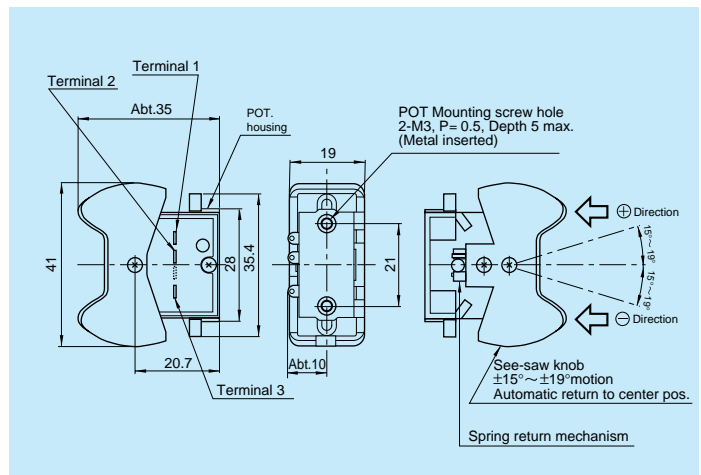 Terminal 1
Terminal 2
Abt.35
POT.
housing
POT Mounting screw hole
2-M3, P= 0.5, Depth 5 max.
(Metal inserted)
19
⊕ Direction
15°～19°
41
28
35.4
21
15°～19°
⊖ Direction
20.7
Abt.10
Terminal 3
See-saw knob
±15°～±19°motion
Automatic return to center pos.
Spring return mechanism